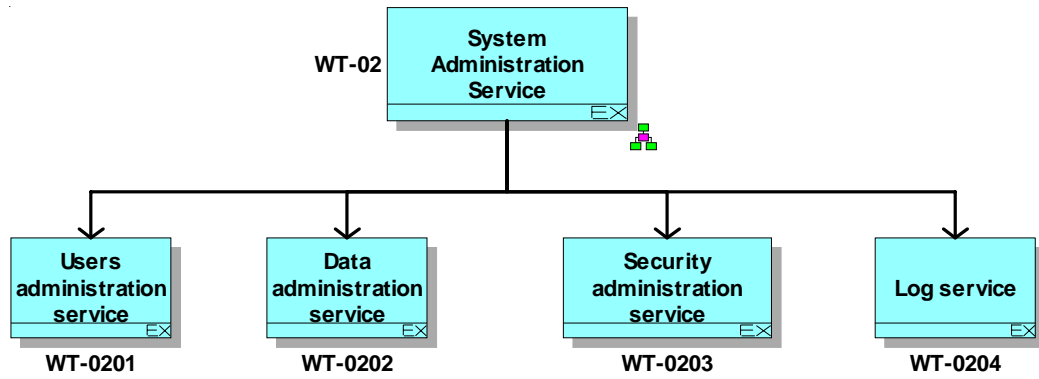 WT-02
System
Administration
Service
EX
Users
administration
service
EX
WT-0201
Data
administration
service
EX
WT-0202
Security
administration
service
EX
WT-0203
Log service
EX
WT-0204